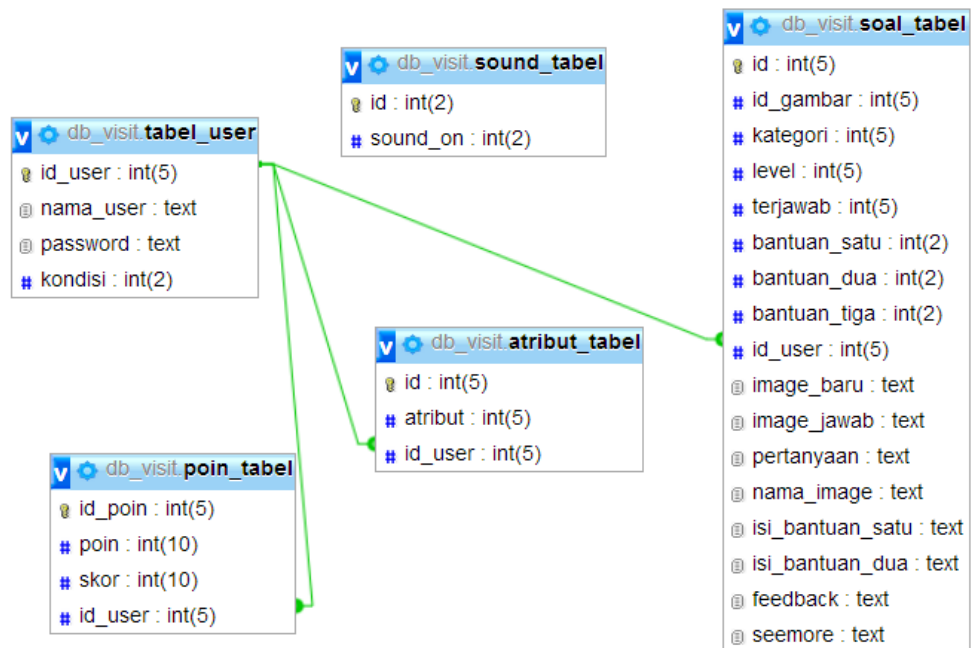 db_visit.tabel_user
id_user : int(5)
nama_user : text
password : text
kondisi : int(2)
db_visit.sound_tabel
id : int(2)
sound_on : int(2)
db_visit.soal_tabel
id : int(5)
id_gambar : int(5)
kategori : int(5)
level : int(5)
terjawab : int(5)
bantuan_satu : int(2)
bantuan_dua : int(2)
bantuan_tiga : int(2)
id_user : int(5)
image_baru : text
image_jawab : text
pertanyaan : text
nama_image : text
isi_bantuan_satu : text
isi_bantuan_dua : text
feedback : text
seemore : text
db_visit.atribut_tabel
id : int(5)
atribut : int(5)
id_user : int(5)
db_visit.poin_tabel
id_poin : int(5)
poin : int(10)
skor : int(10)
id_user : int(5)